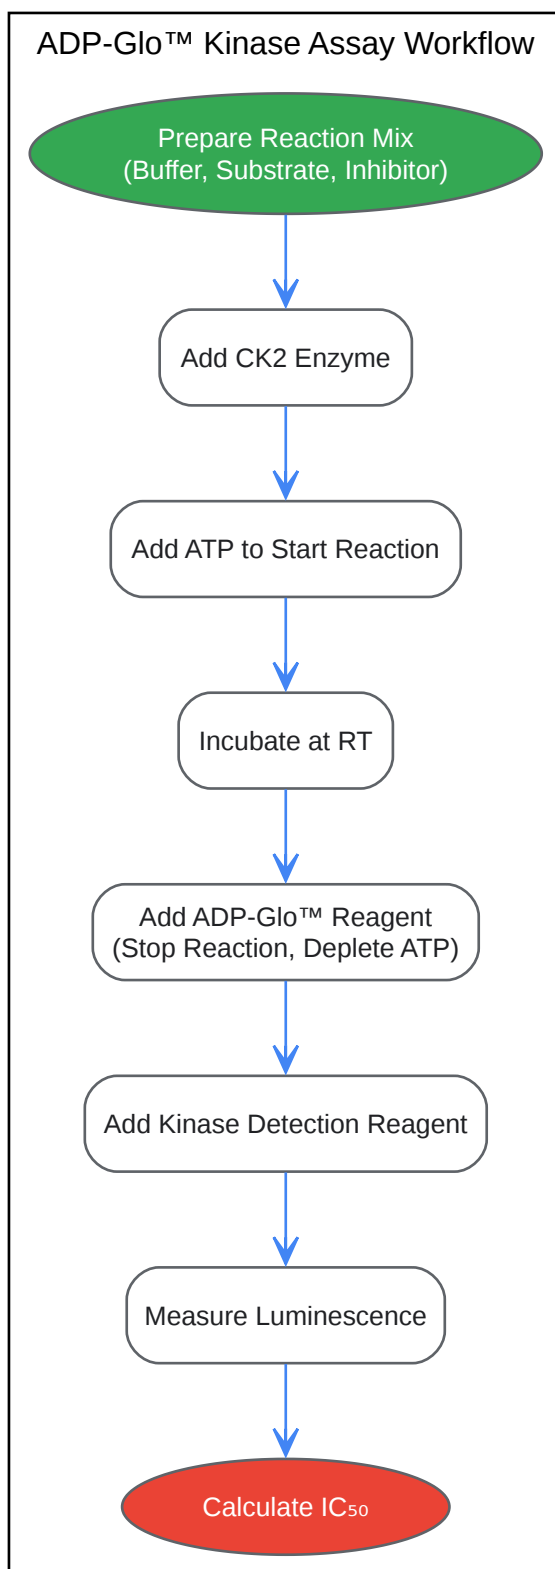 ADP-Glo™ Kinase Assay Workflow
Prepare Reaction Mix
(Buffer, Substrate, Inhibitor)
Add CK2 Enzyme
Add ATP to Start Reaction
Incubate at RT
Add ADP-Glo™ Reagent
(Stop Reaction, Deplete ATP)
Add Kinase Detection Reagent
Measure Luminescence
Calculate IC₅₀